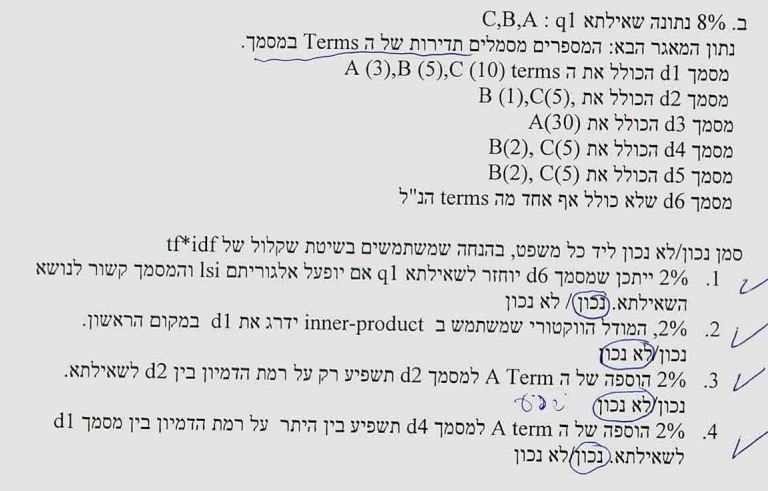 ב. 8% נתונה שאילתא q1 : C,B,A
נתון המאגר הבא: המספרים מסמלים תדירות של ה Terms במסמך.
מסמך d1 הכולל את ה terms A (3),B (5),C (10)
מסמך d2 הכולל את B (1),C(5),
מסמך d3 הכולל את A(30)
מסמך d4 הכולל את B(2), C(5)
מסמך d5 הכולל את B(2), C(5)
מסמך d6 שלא כולל אף אחד מה terms הנ"ל
סמן נכון/לא נכון ליד כל משפט, בהנחה שמשתמשים בשיטת שקלול של tf*idf
1. 2% ייתכן שמסמך d6 יוחזר לשאילתא q1 אם יופעל אלגוריתם lsi והמסמך קשור לנושא
השאילתא. נכון / לא נכון
2. 2%, המודל הווקטורי שמשתמש ב inner-product ידרג את d1 במקום הראשון.
נכון/לא נכון
3. 2% הוספה של ה A Term למסמך d2 תשפיע רק על רמת הדמיון בין d2 לשאילתא.
נכון/לא נכון
4. 2% הוספה של ה A term למסמך d4 תשפיע בין היתר על רמת הדמיון בין מסמך d1
לשאילתא. נכון/לא נכון